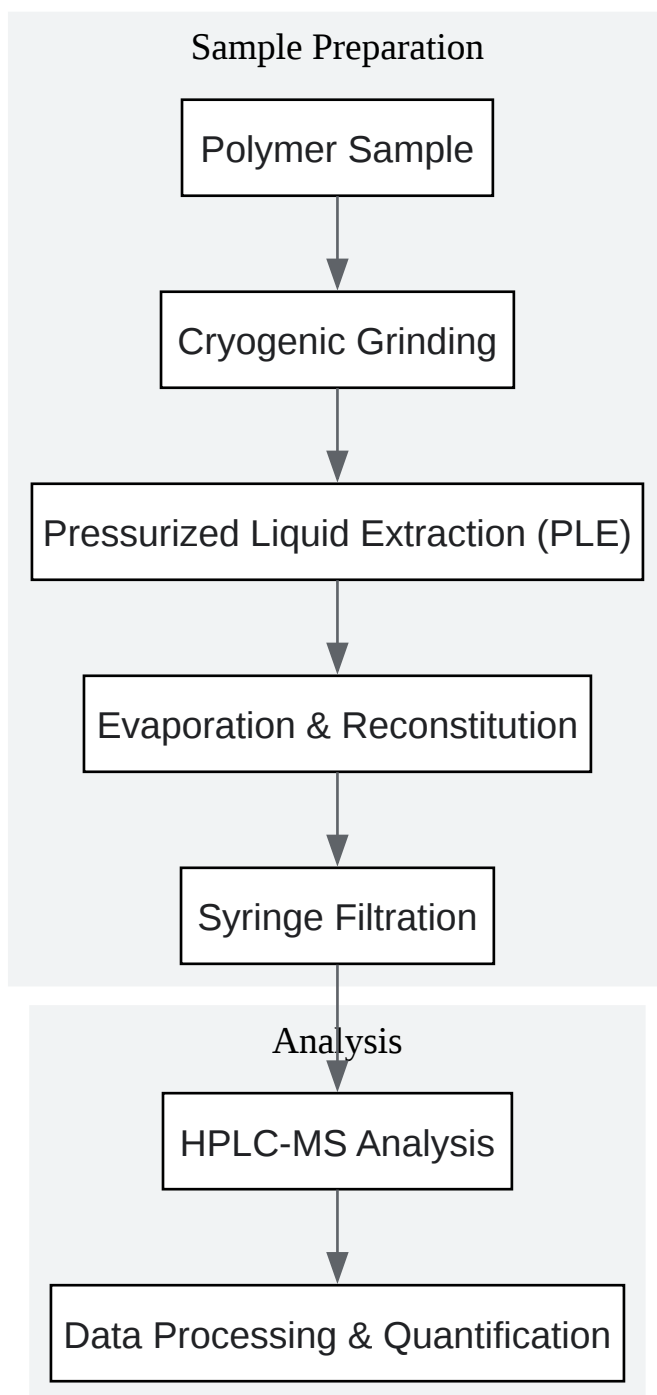 Sample Preparation
Polymer Sample
Cryogenic Grinding
Pressurized Liquid Extraction (PLE)
Evaporation & Reconstitution
Syringe Filtration
Analysis
HPLC-MS Analysis
Data Processing & Quantification